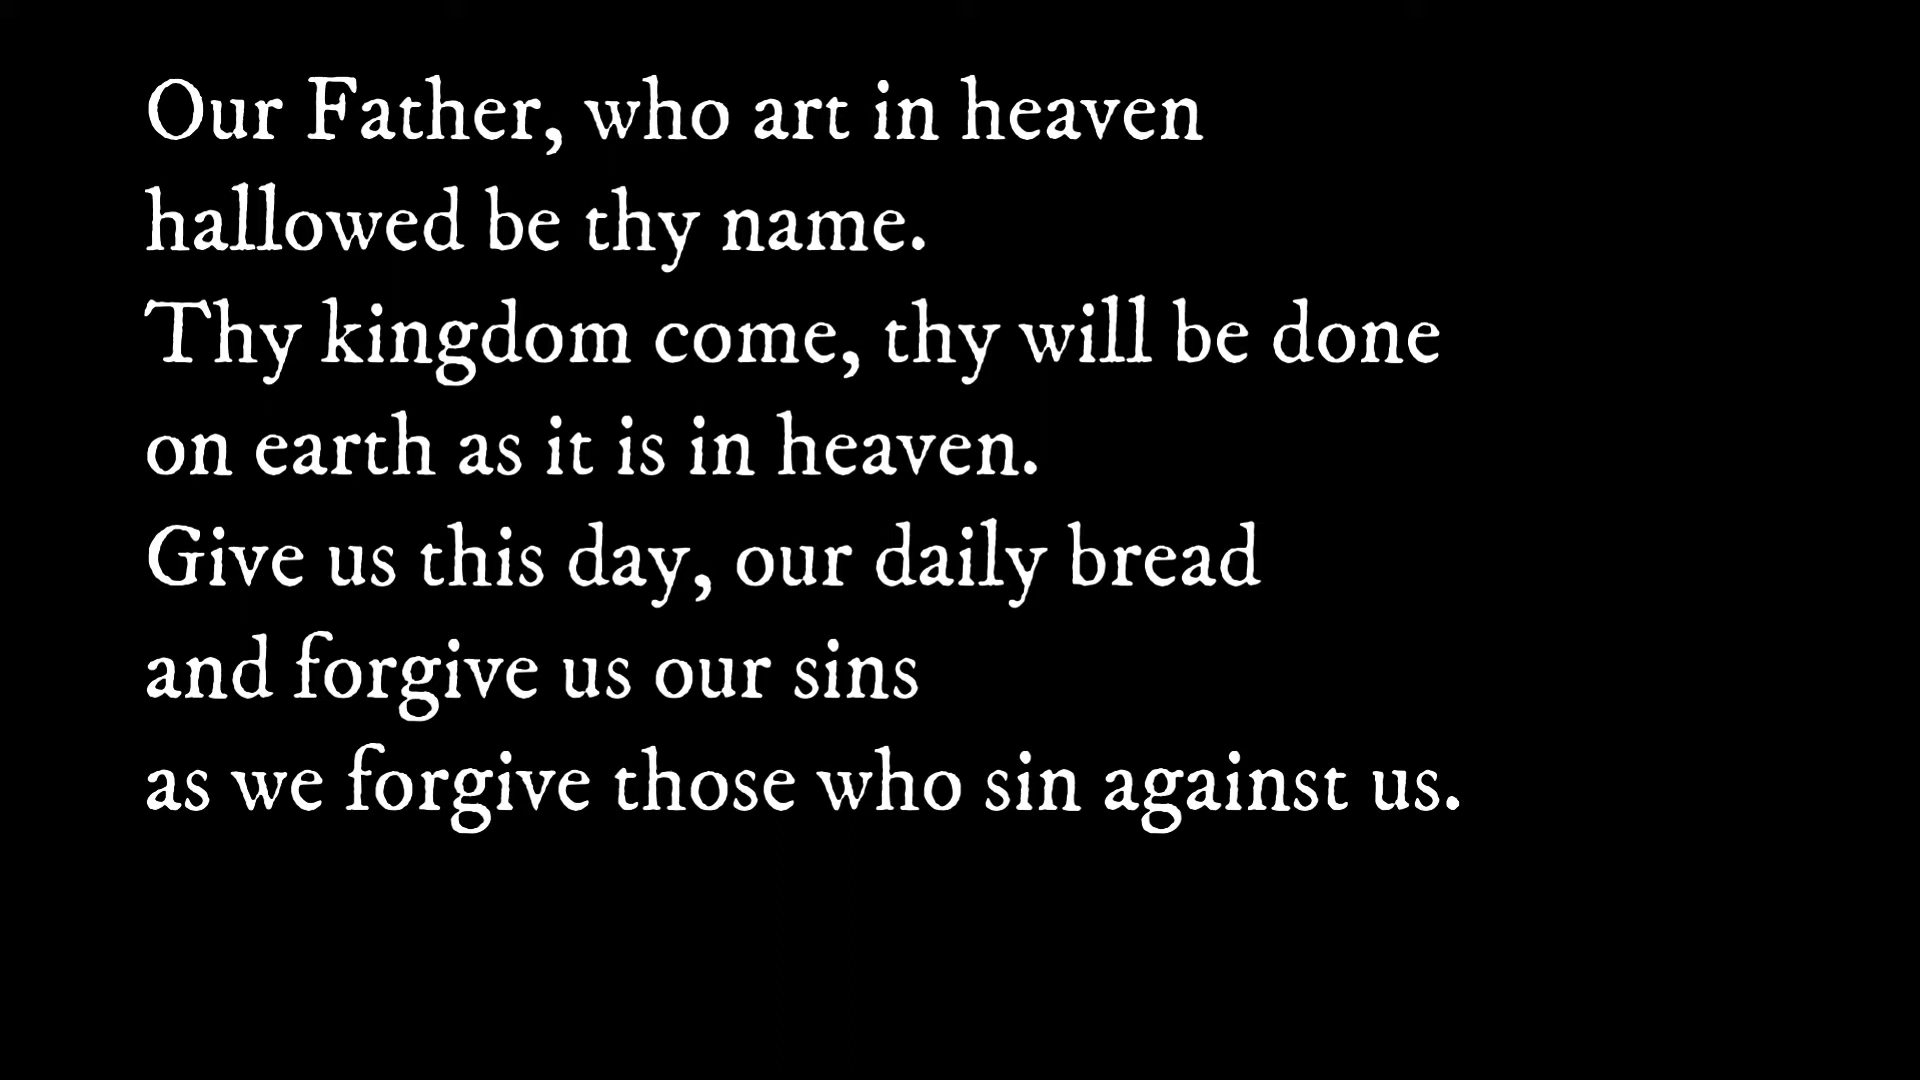 Our Father, who art in heaven
hallowed be thy name.
Thy kingdom come, thy will be done
on earth as it is in heaven.
Give us this day, our daily bread
and forgive us our sins
as we forgive those who sin against us.